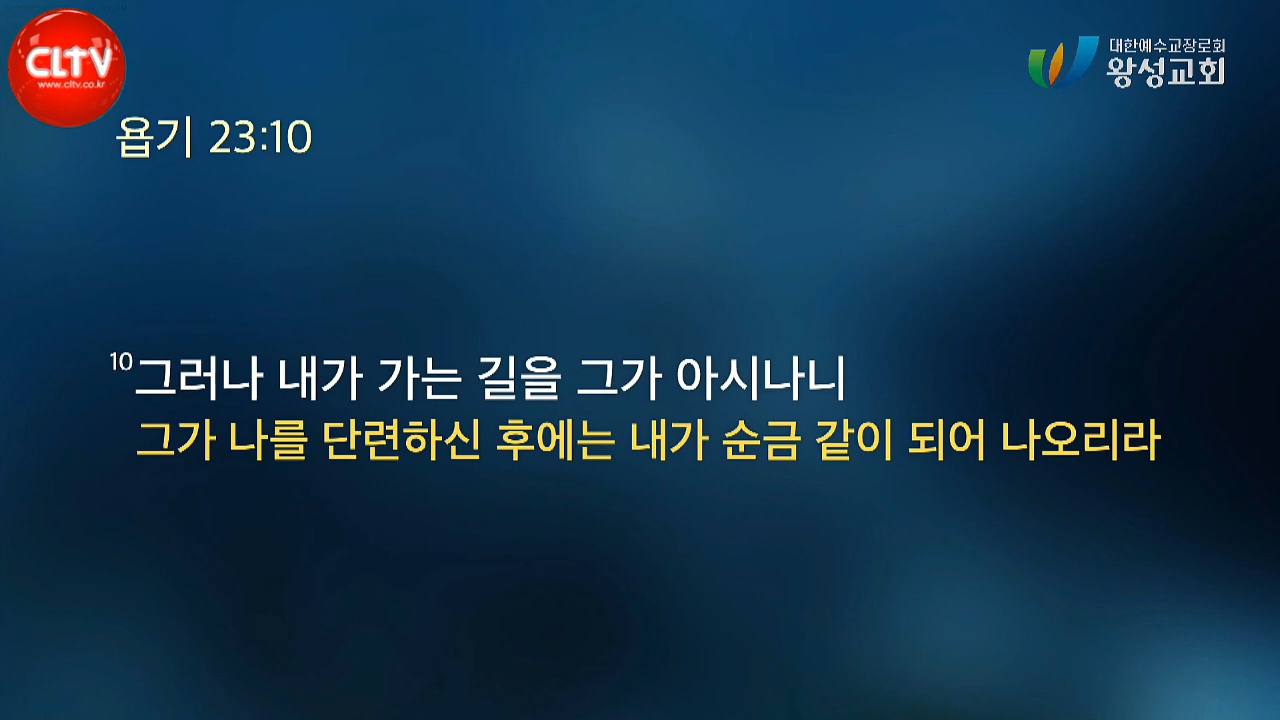 CLTV
www.cltv.co.kr
대한예수교장로회
왕성교회
욥기 23:10
10 그러나 내가 가는 길을 그가 아시나니
그가 나를 단련하신 후에는 내가 순금 같이 되어 나오리라